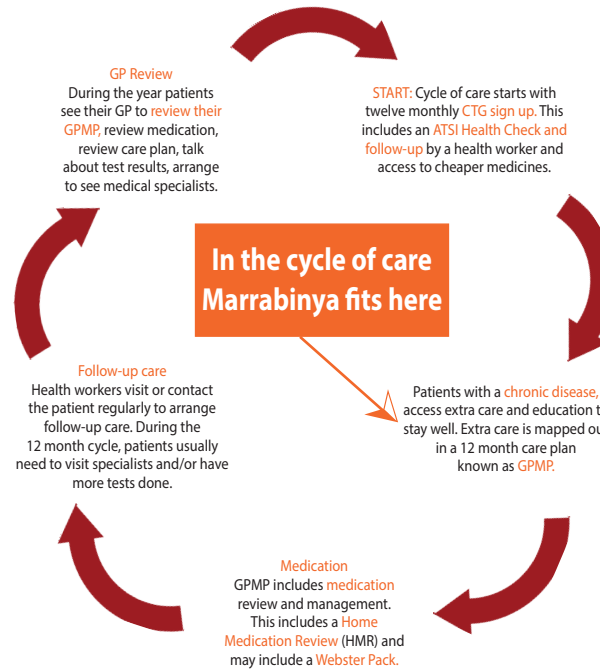 GP Review
During the year patients
see their GP to review their
GPMP, review medication,
review care plan, talk
about test results, arrange
to see medical specialists.
START: Cycle of care starts with
twelve monthly CTG sign up. This
includes an ATSI Health Check and
follow-up by a health worker and
access to cheaper medicines.
In the cycle of care
Marrabinya fits here
Patients with a chronic disease,
access extra care and education t
stay well. Extra care is mapped ou
in a 12 month care plan
known as GPMP.
Medication
GPMP includes medication
review and management.
This includes a Home
Medication Review (HMR) and
may include a Webster Pack.
Follow-up care
Health workers visit or contact
the patient regularly to arrange
follow-up care. During the
12 month cycle, patients usually
need to visit specialists and/or have
more tests done.